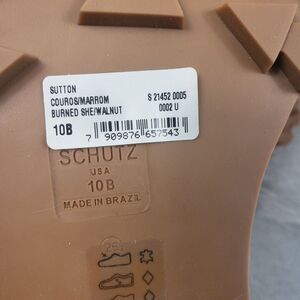 SUTTON
COUROS/MARROM S 21452 0005
BURNED SHE/WALNUT 0002 U
10B
7 909876 657543
SCHUTZ
USA
10B
MADE IN BRAZIL